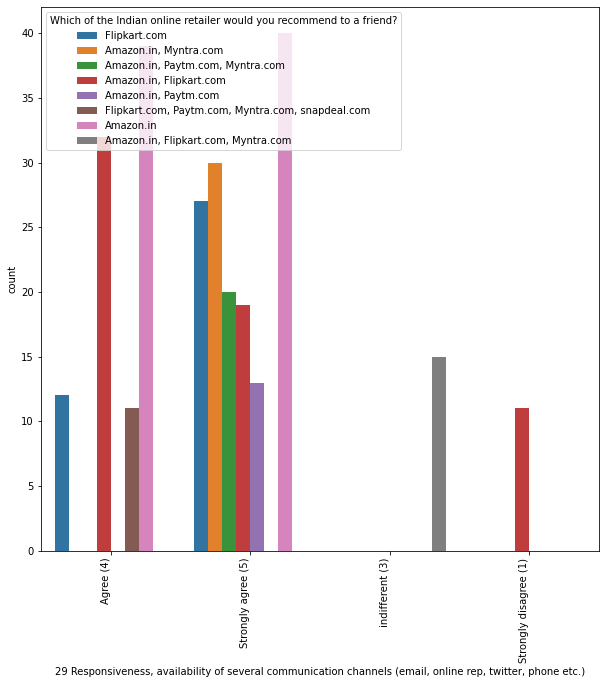 Which of the Indian online retailer would you recommend to a friend?
Flipkart.com
Amazon.in, Myntra.com
Amazon.in, Paytm.com, Myntra.com
Amazon.in, Flipkart.com
Amazon.in, Paytm.com
Flipkart.com, Paytm.com, Myntra.com, snapdeal.com
Amazon.in
Amazon.in, Flipkart.com, Myntra.com
40
35
30
25
20
15
10
5
0
count
Agree (4)
Strongly agree (5)
indifferent (3)
Strongly disagree (1)
29 Responsiveness, availability of several communication channels (email, online rep, twitter, phone etc.)